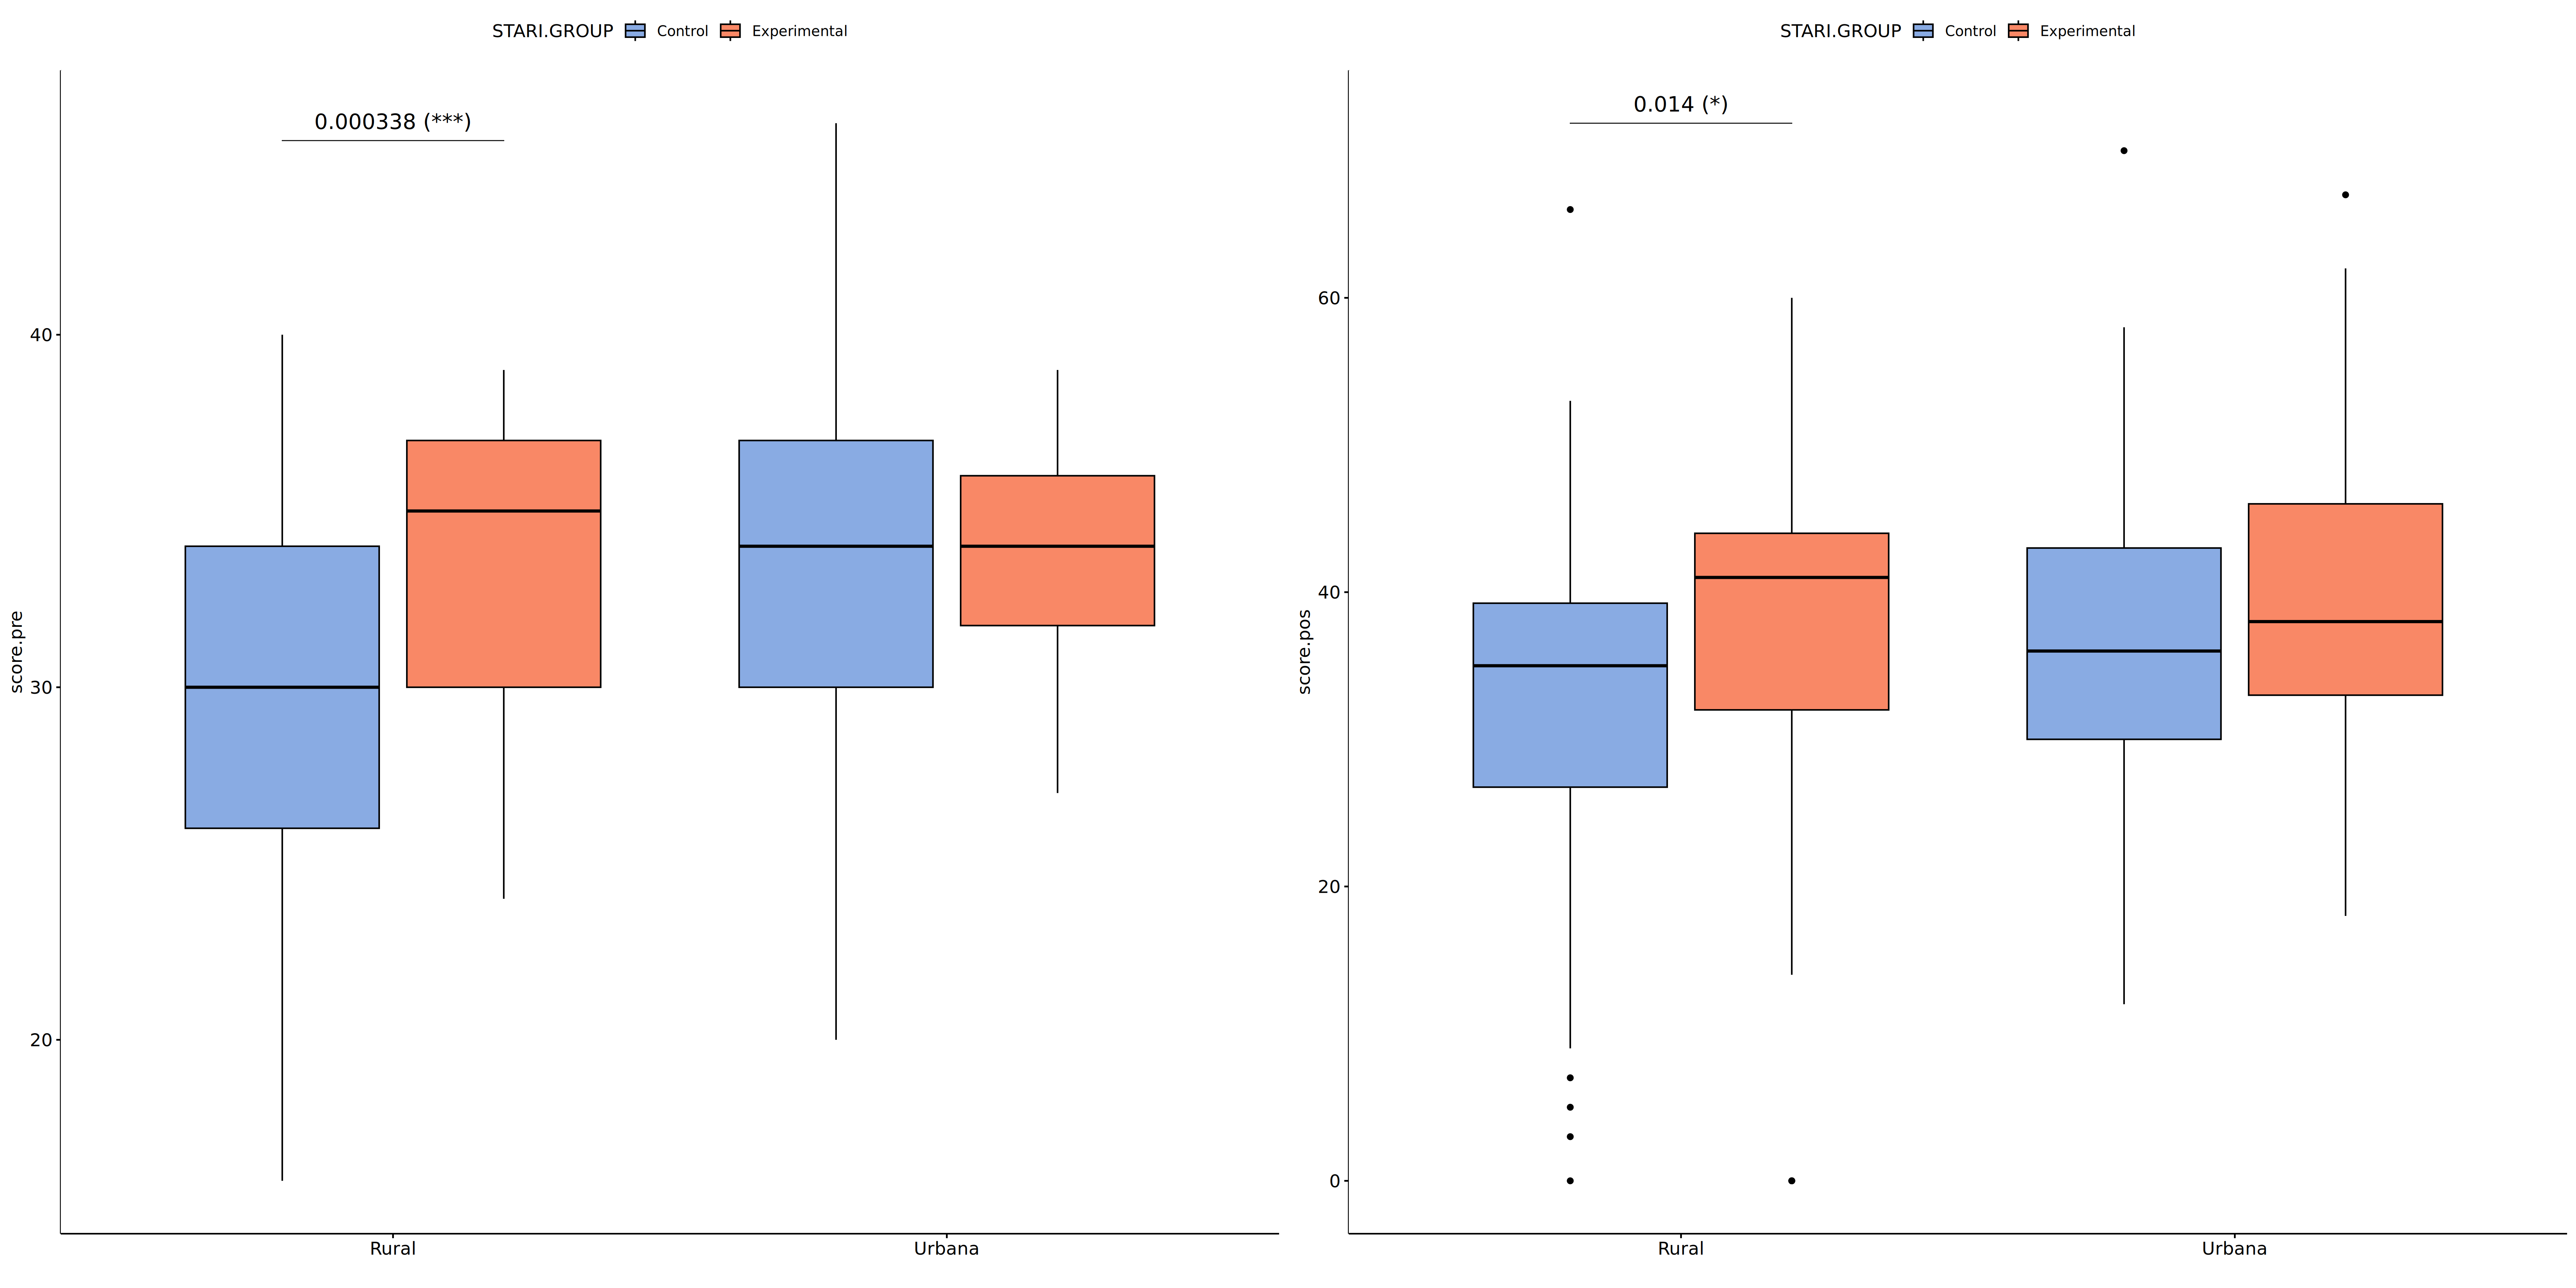 STARI.GROUP Control Experimental
0.000338 (***)
40
30
20
score.pre
Rural Urbana
STARI.GROUP Control Experimental
0.014 (*)
60
40
20
0
score.pos
Rural Urbana